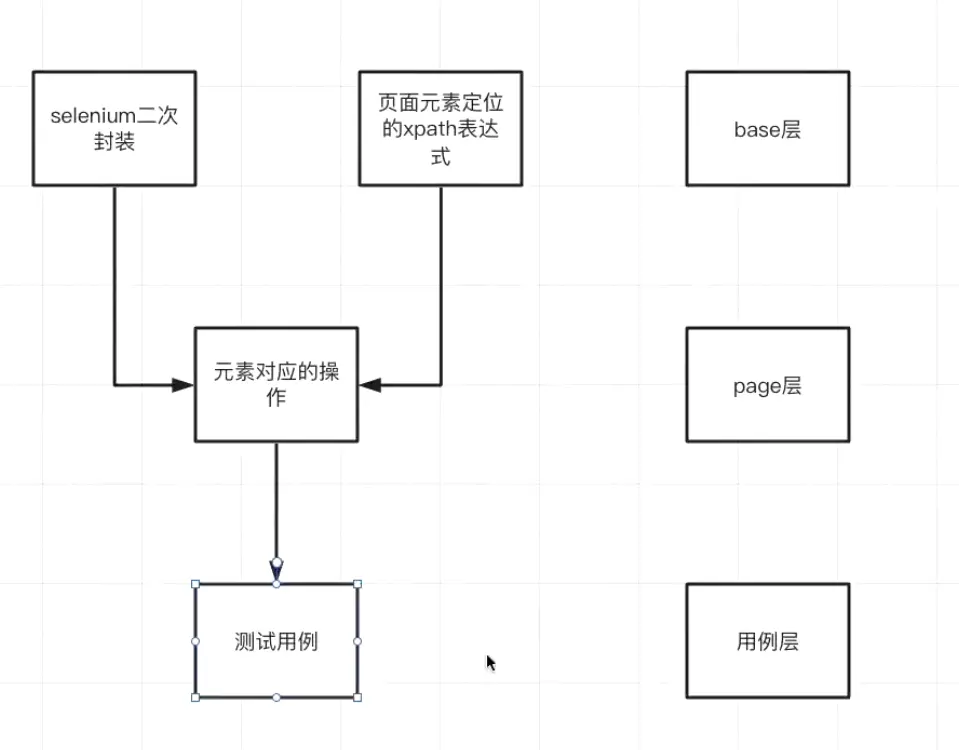 selenium二次
封装
页面元素定位
的xpath表达
式
base层
元素对应的操
作
page层
测试用例
用例层